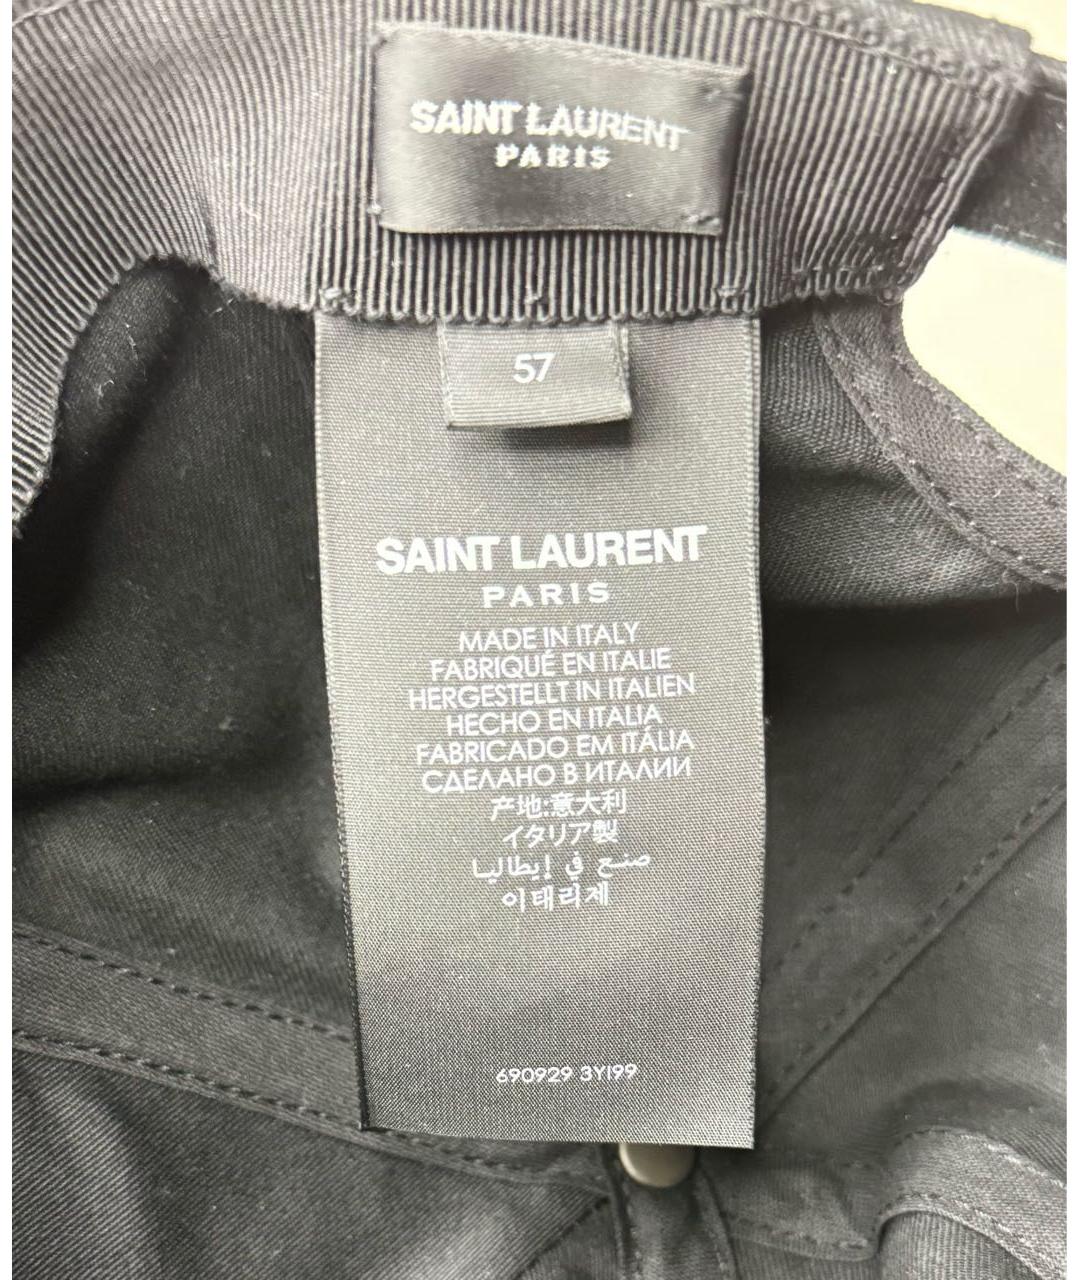 SAINT LAURENT
PARIS
57
SAINT LAURENT
PARIS
MADE IN ITALY
FABRIQUÉ EN ITALIE
HERGESTELLT IN ITALIEN
HECHO EN ITALIA
FABRICADO EM ITÁLIA
СДЕЛАНО В ИТАЛИИ
产地:意大利
イタリア製
صنع في إيطاليا
이태리제
690929 3YI99